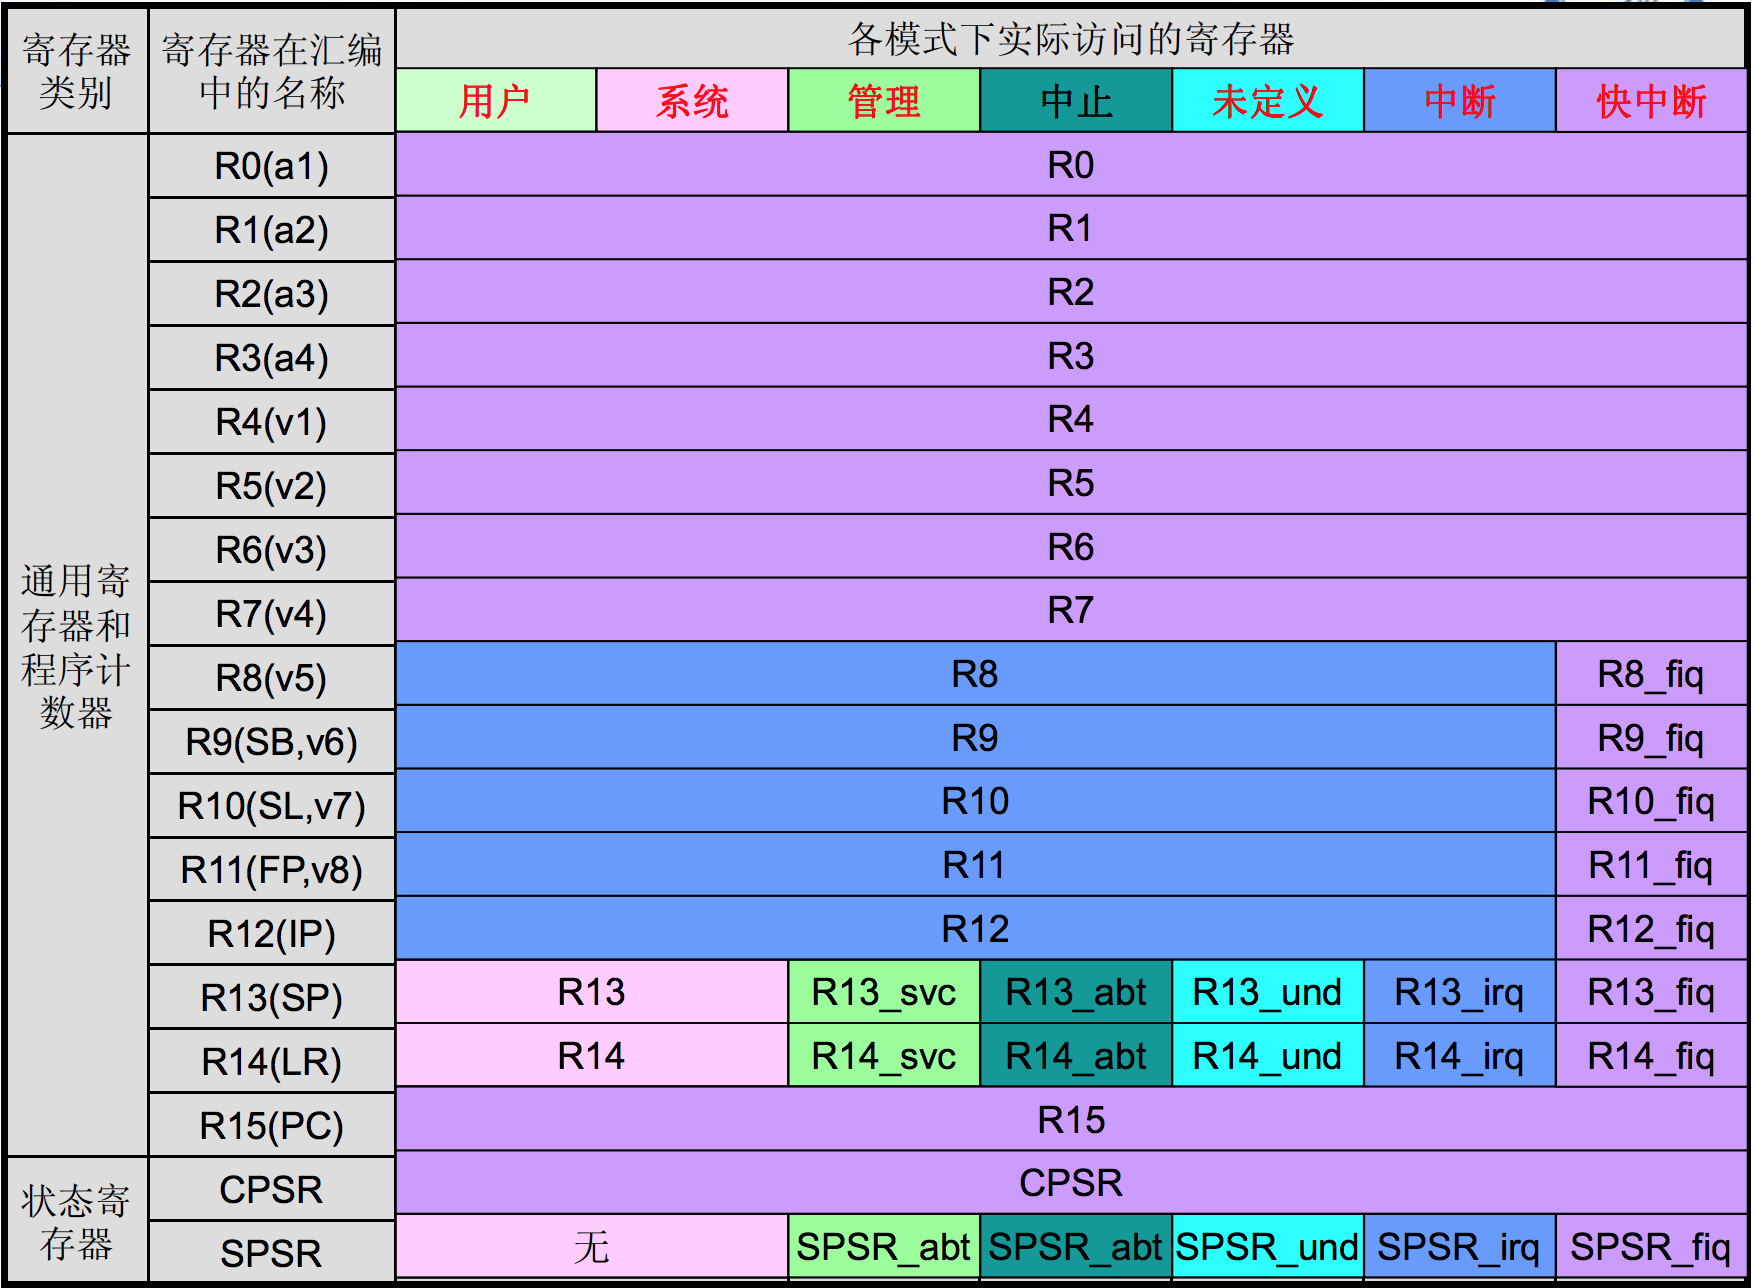 寄存器类别 寄存器在汇编中的名称 各模式下实际访问的寄存器
用户 系统 管理 中止 未定义 中断 快中断
通用寄存器和程序计数器
R0(a1) R0
R1(a2) R1
R2(a3) R2
R3(a4) R3
R4(v1) R4
R5(v2) R5
R6(v3) R6
R7(v4) R7
R8(v5) R8 R8_fiq
R9(SB,v6) R9 R9_fiq
R10(SL,v7) R10 R10_fiq
R11(FP,v8) R11 R11_fiq
R12(IP) R12 R12_fiq
R13(SP) R13 R13_svc R13_abt R13_und R13_irq R13_fiq
R14(LR) R14 R14_svc R14_abt R14_und R14_irq R14_fiq
R15(PC) R15
状态寄存器
CPSR CPSR
SPSR 无 SPSR_abt SPSR_abt SPSR_und SPSR_irq SPSR_fiq